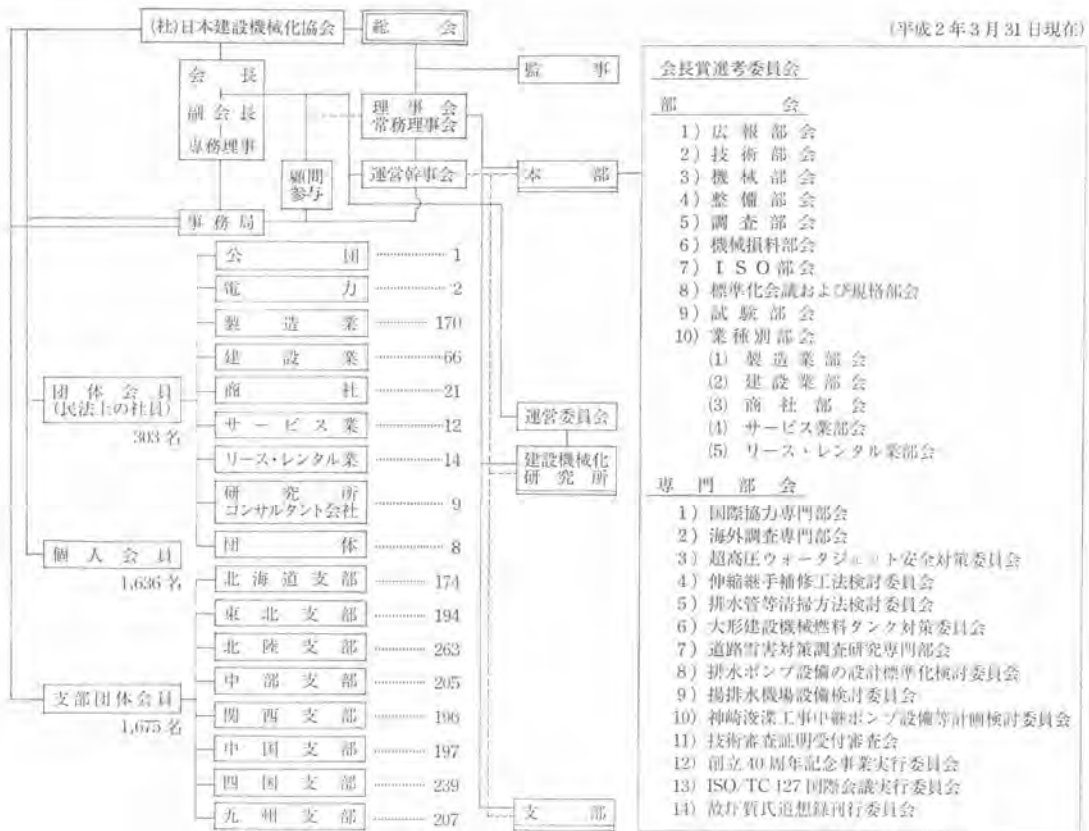 (社)日本建設機械化協会
総会
(平成2年3月31日現在)
会長
副会長
専務理事
監事
理事会
常務理事会
顧問
参与
運営幹事会
本部
事務局
公団 1
電力 2
製造業 170
建設業 66
商社 21
サービス業 12
リース・レンタル業 14
研究所
コンサルタント会社 9
団体 8
団体会員
(民法上の社員)
303名
個人会員
1,636名
北海道支部 174
東北支部 194
北陸支部 263
中部支部 205
関西支部 196
中国支部 197
四国支部 239
九州支部 207
支部団体会員
1,675名
運営委員会
建設機械化
研究所
支部
会長賞選考委員会
部会
1) 広報部会
2) 技術部会
3) 機械部会
4) 整備部会
5) 調査部会
6) 機械損料部会
7) ISO部会
8) 標準化会議および規格部会
9) 試験部会
10) 業種別部会
(1) 製造業部会
(2) 建設業部会
(3) 商社部会
(4) サービス業部会
(5) リース・レンタル業部会
専門部会
1) 国際協力専門部会
2) 海外調査専門部会
3) 超高圧ウォータジェット安全対策委員会
4) 伸縮継手補修工法検討委員会
5) 排水管等清掃方法検討委員会
6) 大形建設機械燃料タンク対策委員会
7) 道路雪害対策調査研究専門部会
8) 排水ポンプ設備の設計標準化検討委員会
9) 揚排水機場設備検討委員会
10) 神崎浚渫工事中継ポンプ設備等計画検討委員会
11) 技術審査証明受付審査会
12) 創立40周年記念事業実行委員会
13) ISO/TC 127国際会議実行委員会
14) 故 質氏追想録刊行委員会